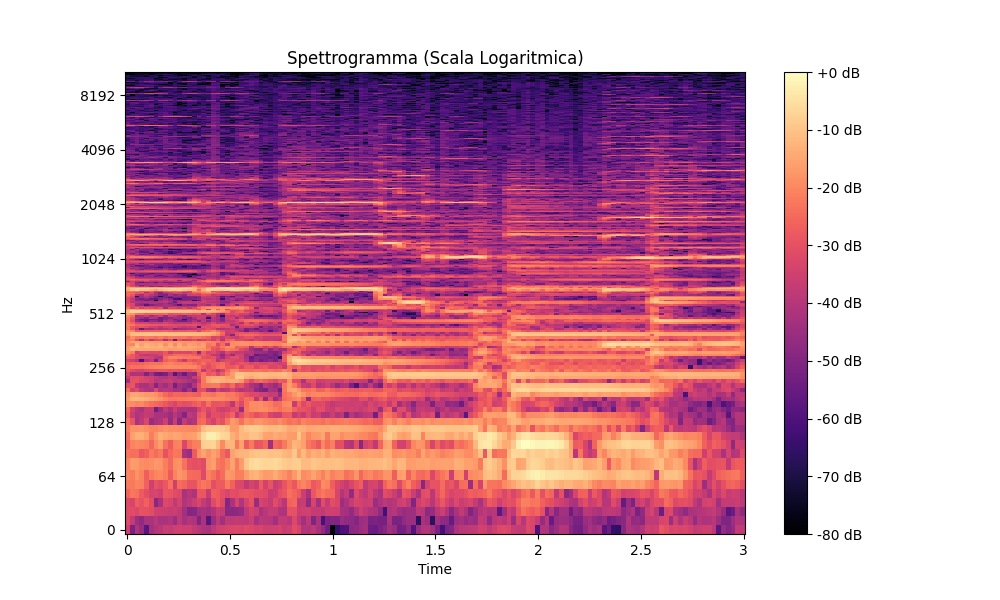 Spettrogramma (Scala Logaritmica)
8192
4096
2048
1024
512
256
128
64
0
Hz
0 0.5 1 1.5 2 2.5 3
Time
+0 dB
-10 dB
-20 dB
-30 dB
-40 dB
-50 dB
-60 dB
-70 dB
-80 dB